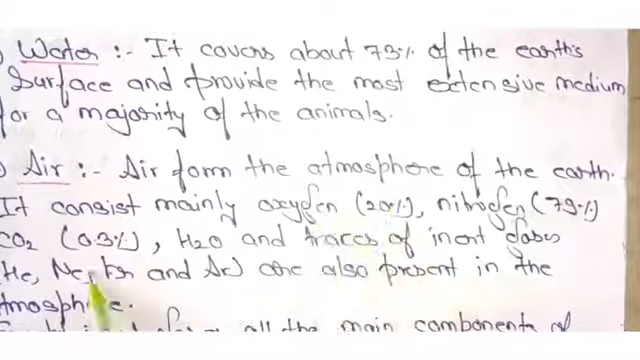 Water :- It covers about 73% of the earth's
Surface and provide the most extensive medium
for a majority of the animals.
Air :- Air form the atmosphere of the earth.
It consist mainly oxygen (20%), nitrogen (79%)
CO2 (0.3%), H2O and traces of inert gases
He, Ne, Kr and Ar) are also present in the
atmosphere.
all the main components of